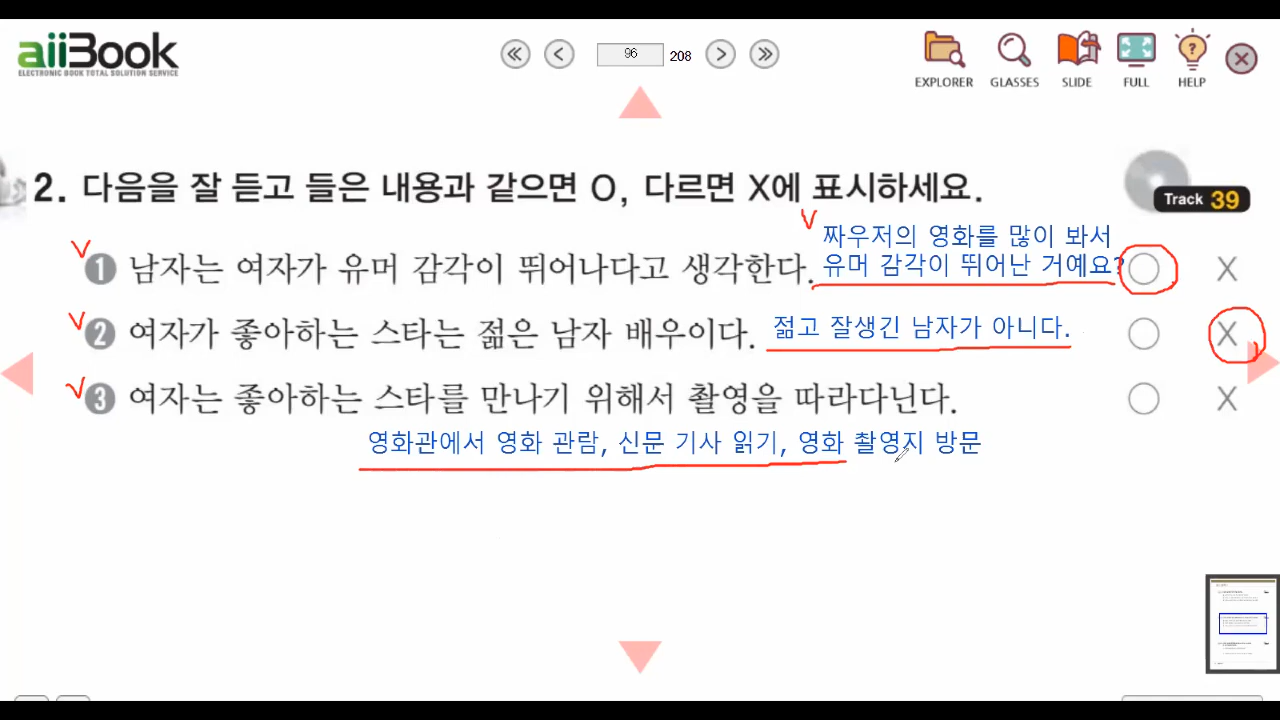 aiiBook
ELECTRONIC BOOK TOTAL SOLUTION SERVICE
96 208
EXPLORER GLASSES SLIDE FULL HELP
2. 다음을 잘 듣고 들은 내용과 같으면 O, 다르면 X에 표시하세요.
Track 39
짜우저의 영화를 많이 봐서
❶ 남자는 여자가 유머 감각이 뛰어나다고 생각한다. 유머 감각이 뛰어난 거예요? ○ X
❷ 여자가 좋아하는 스타는 젊은 남자 배우이다. 젊고 잘생긴 남자가 아니다. ○ X
❸ 여자는 좋아하는 스타를 만나기 위해서 촬영을 따라다닌다. ○ X
영화관에서 영화 관람, 신문 기사 읽기, 영화 촬영지 방문